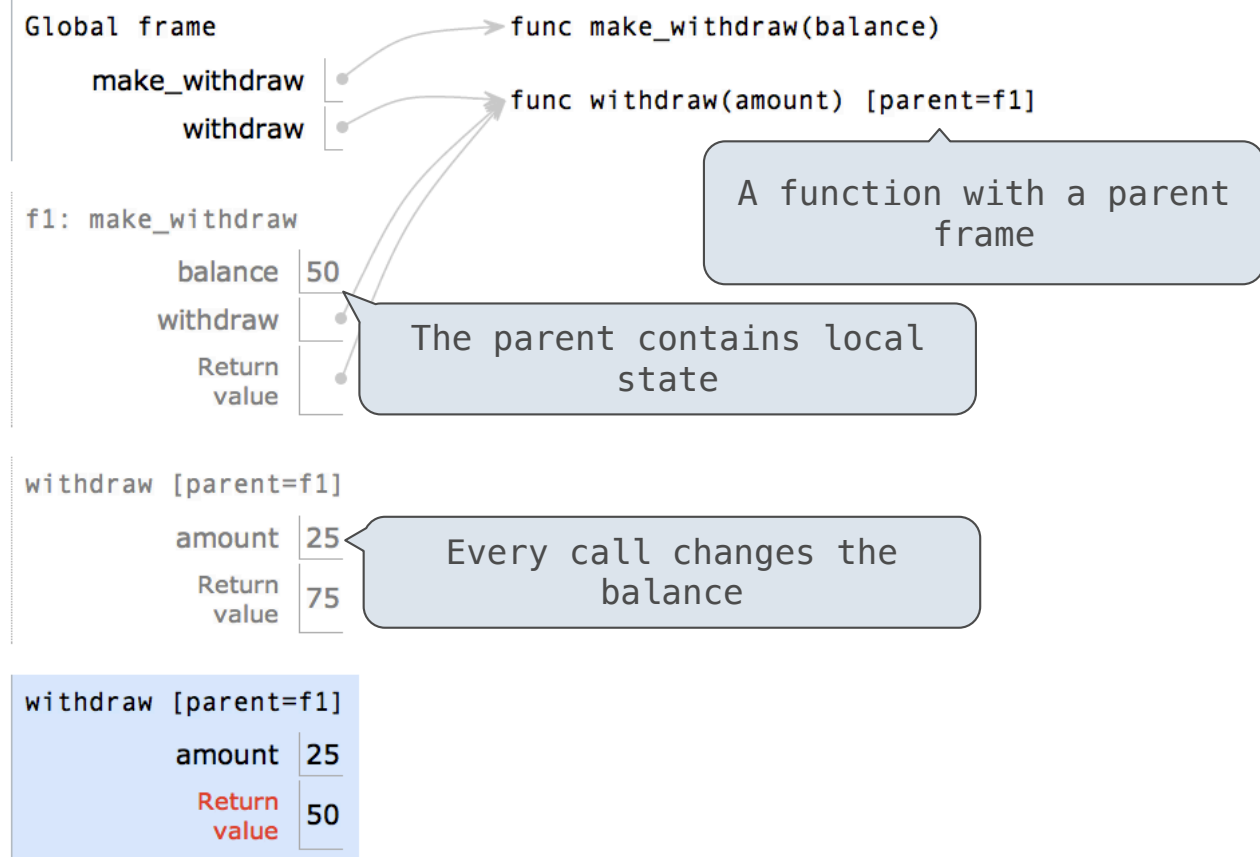 Global frame
func make_withdraw(balance)
make_withdraw
func withdraw(amount) [parent=f1]
withdraw
A function with a parent
frame
f1: make_withdraw
balance 50
withdraw
The parent contains local
state
Return
value
withdraw [parent=f1]
amount 25
Every call changes the
balance
Return
value 75
withdraw [parent=f1]
amount 25
Return
value 50